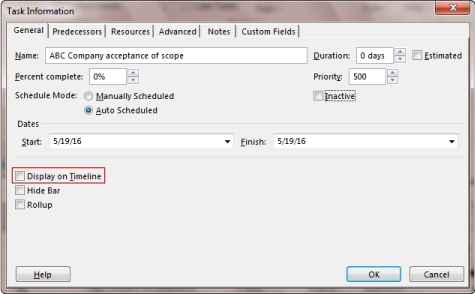 Task Information
General Predecessors Resources Advanced Notes Custom Fields
Name: ABC Company acceptance of scope Duration: 0 days Estimated
Percent complete: 0% Priority: 500
Schedule Mode: Manually Scheduled Inactive
Auto Scheduled
Dates
Start: 5/19/16 Finish: 5/19/16
Display on Timeline
Hide Bar
Rollup
Help OK Cancel